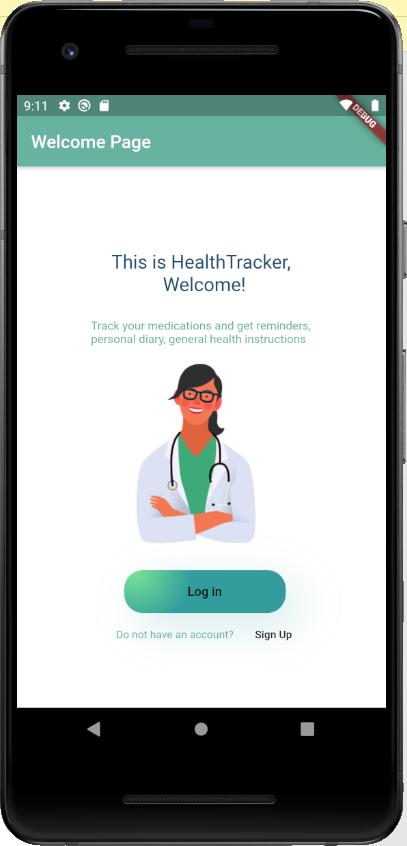 9:11
DEBUG
Welcome Page
This is HealthTracker,
Welcome!
Track your medications and get reminders,
personal diary, general health instructions
Log in
Do not have an account? Sign Up